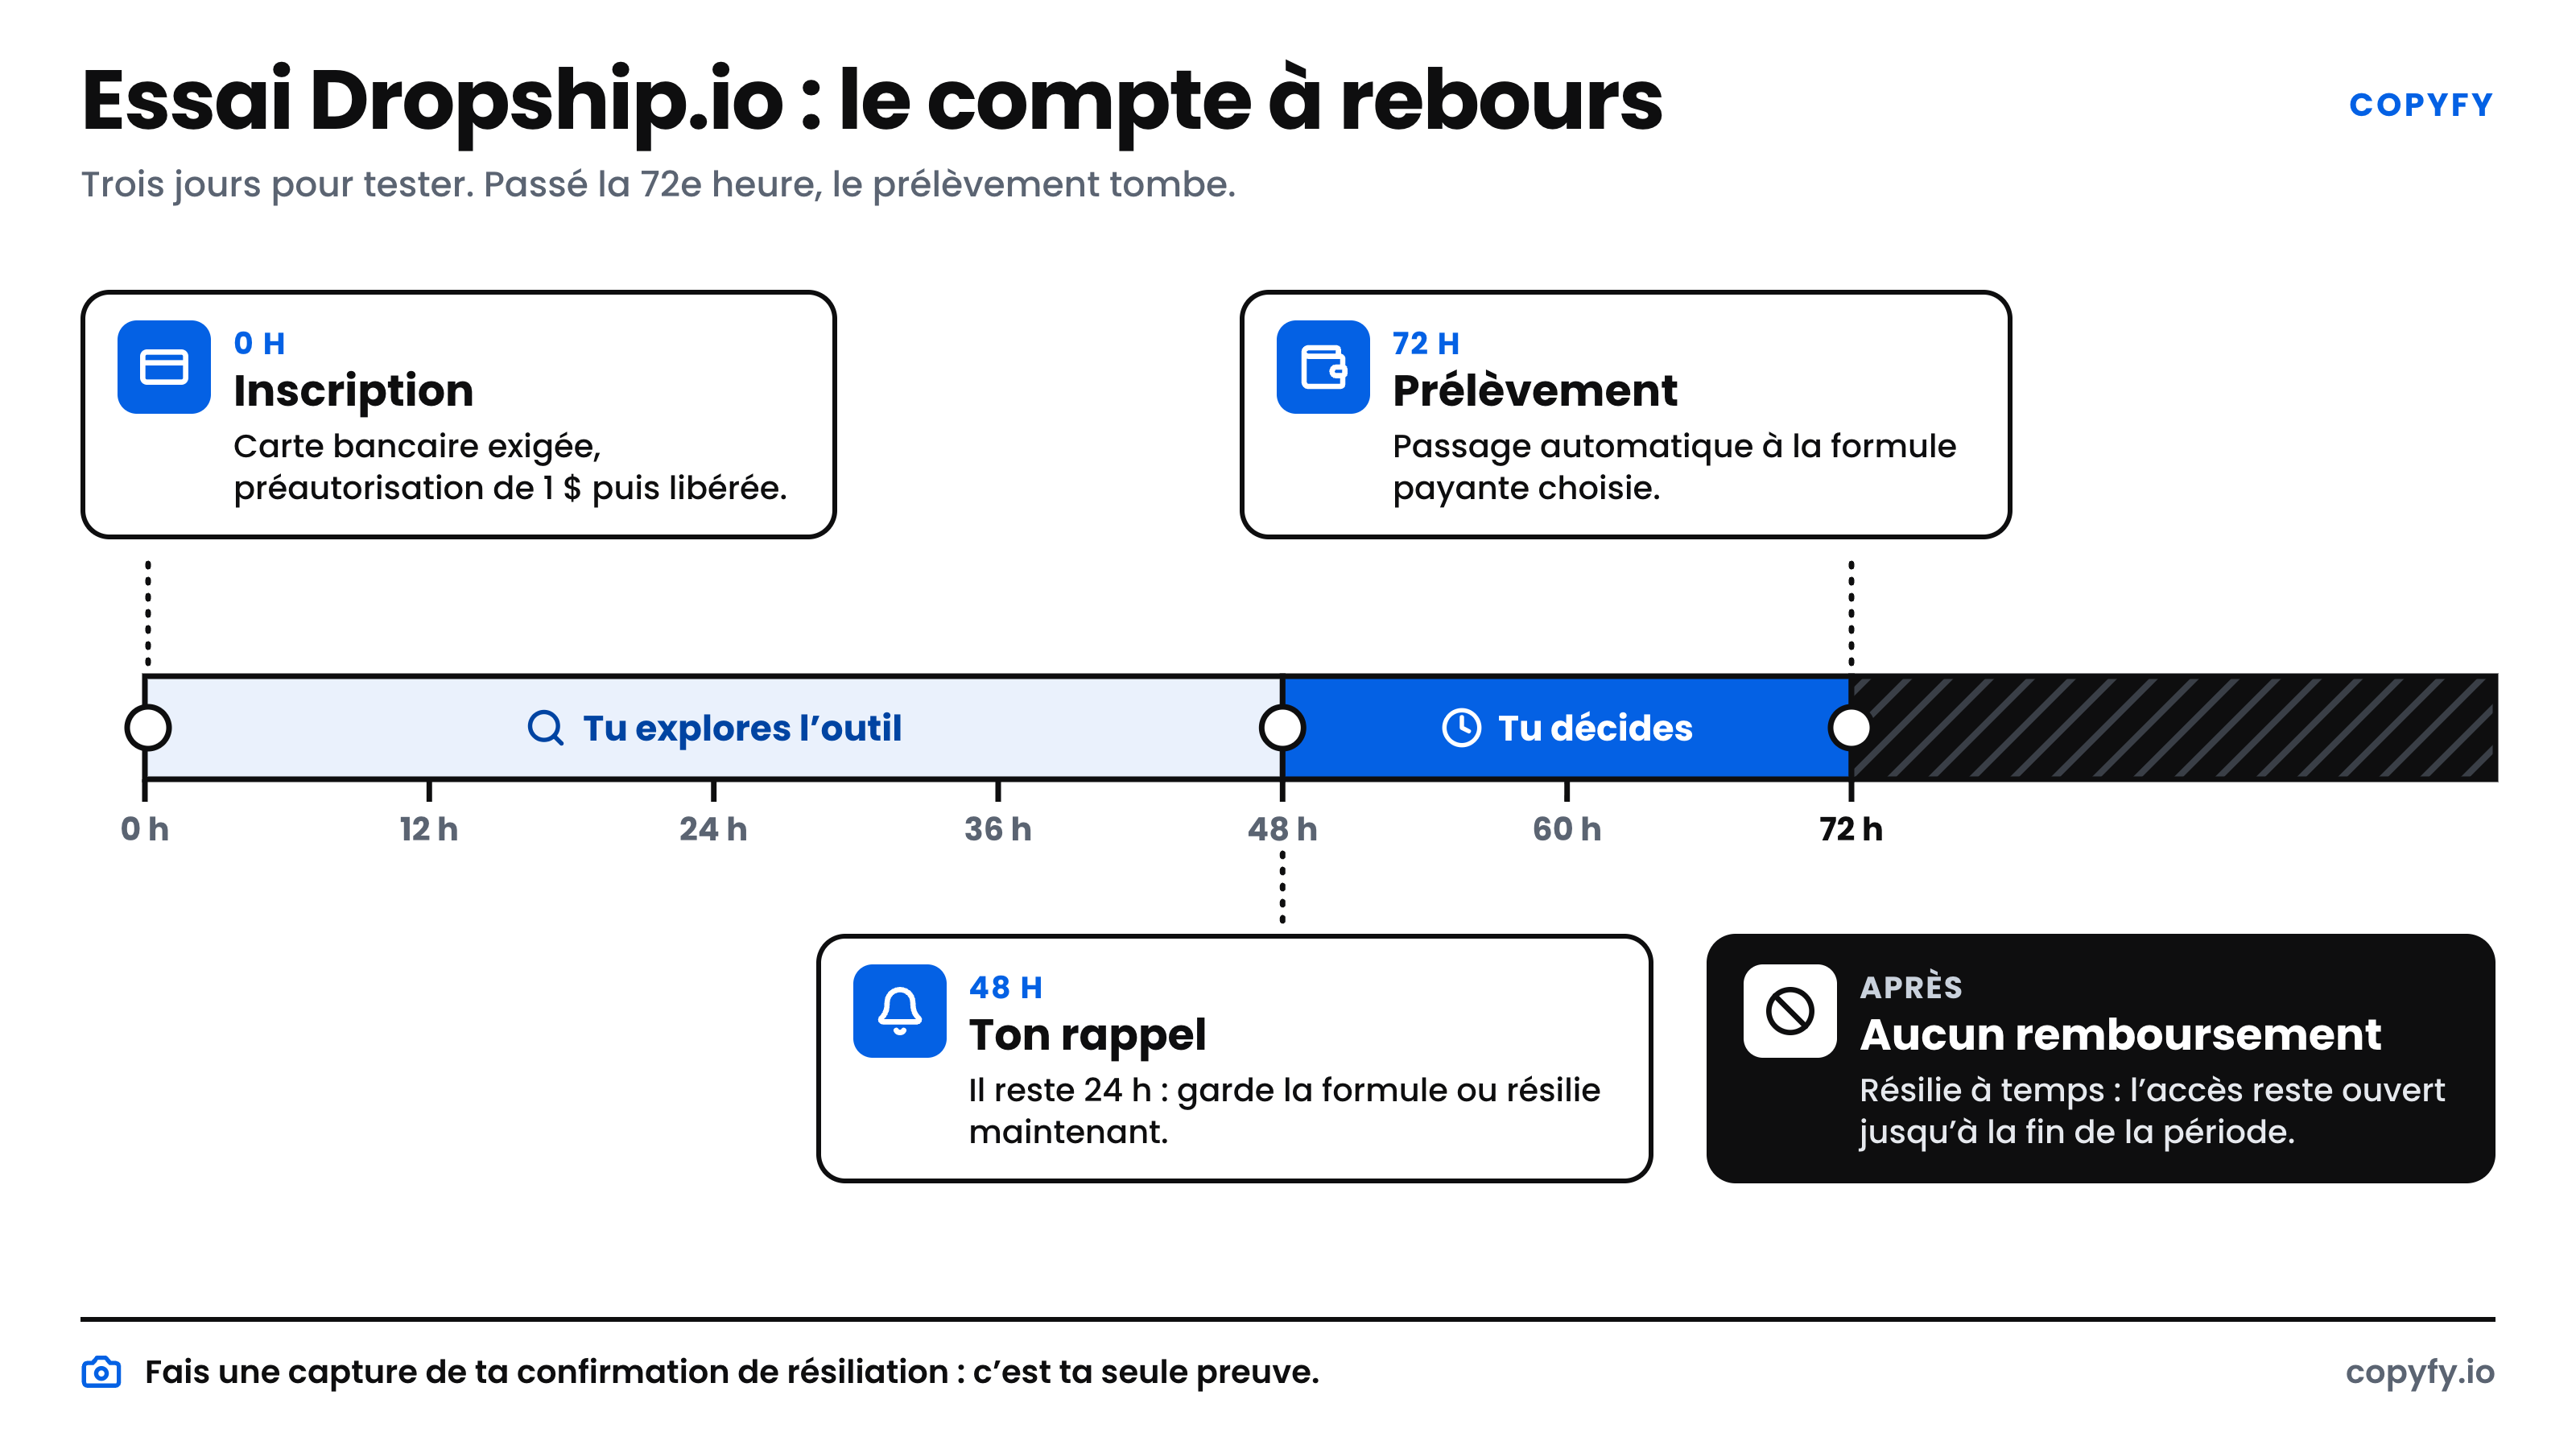 Essai Dropship.io : le compte à rebours
COPYFY
Trois jours pour tester. Passé la 72e heure, le prélèvement tombe.
0 H
Inscription
Carte bancaire exigée,
préautorisation de 1 $ puis libérée.
72 H
Prélèvement
Passage automatique à la formule
payante choisie.
Tu explores l’outil
Tu décides
0 h
12 h
24 h
36 h
48 h
60 h
72 h
48 H
Ton rappel
Il reste 24 h : garde la formule ou résilie
maintenant.
APRÈS
Aucun remboursement
Résilie à temps : l’accès reste ouvert
jusqu’à la fin de la période.
Fais une capture de ta confirmation de résiliation : c’est ta seule preuve.
copyfy.io